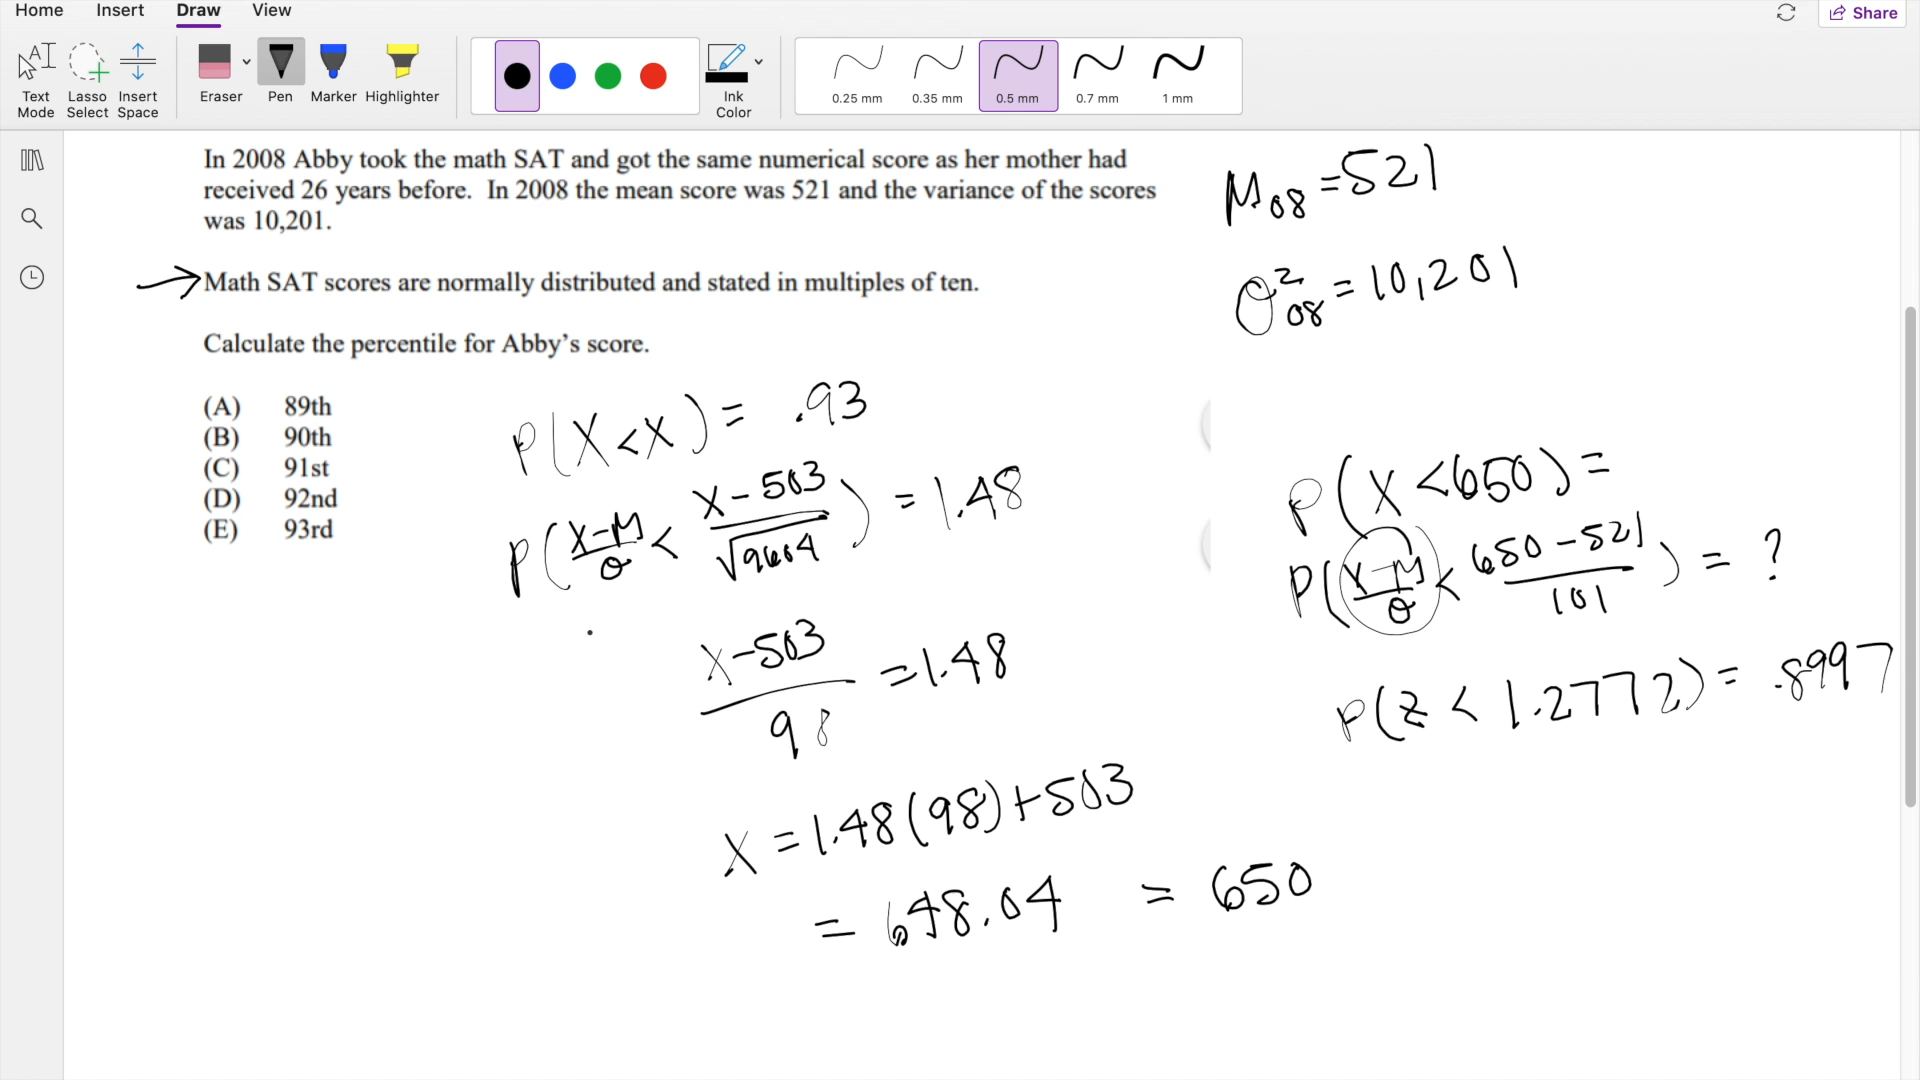 Home Insert Draw View Share
Text Mode Lasso Select Insert Space Eraser Pen Marker Highlighter Ink Color 0.25 mm 0.35 mm 0.5 mm 0.7 mm 1 mm
In 2008 Abby took the math SAT and got the same numerical score as her mother had
received 26 years before. In 2008 the mean score was 521 and the variance of the scores
was 10,201.
Math SAT scores are normally distributed and stated in multiples of ten.
Calculate the percentile for Abby's score.
(A) 89th
(B) 90th
(C) 91st
(D) 92nd
(E) 93rd
P(X<x) = .93
P((X-M)/σ < (x-503)/√9604) = 1.48
(x-503)/98 = 1.48
x = 1.48(98)+503
= 648.04 = 650
M08 = 521
σ²08 = 10,201
P(X<650) =
P((X-M)/σ < (650-521)/101) = ?
P(Z < 1.2772) = .8997